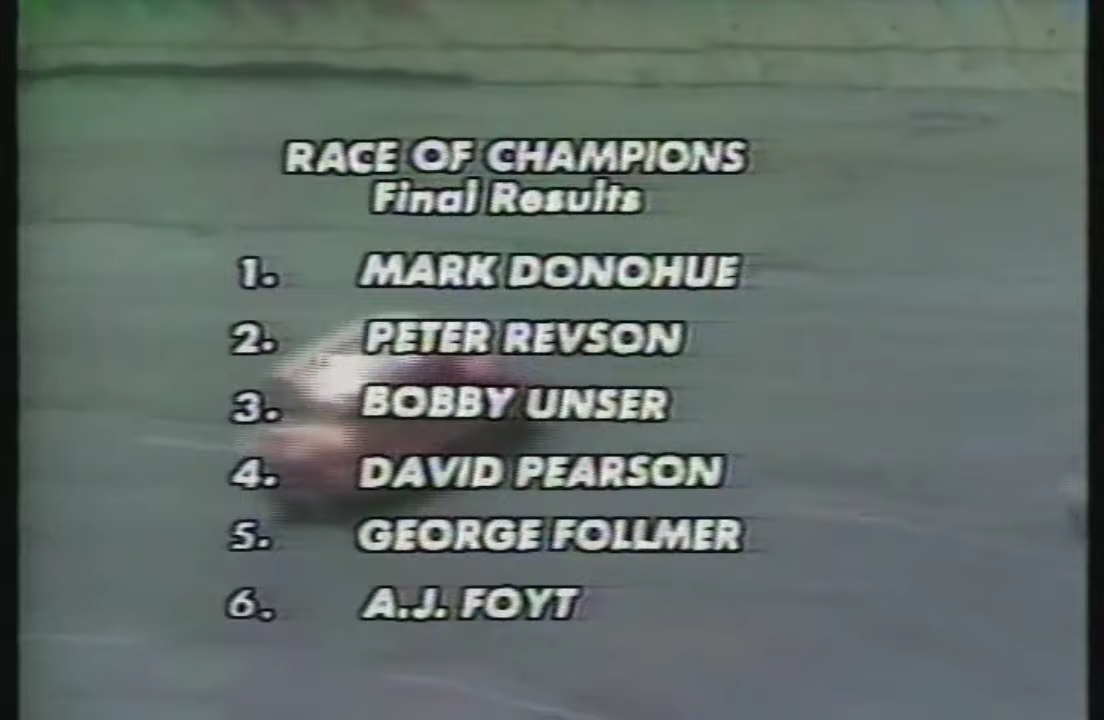 RACE OF CHAMPIONS
Final Results
1. MARK DONOHUE
2. PETER REVSON
3. BOBBY UNSER
4. DAVID PEARSON
5. GEORGE FOLLMER
6. A.J. FOYT